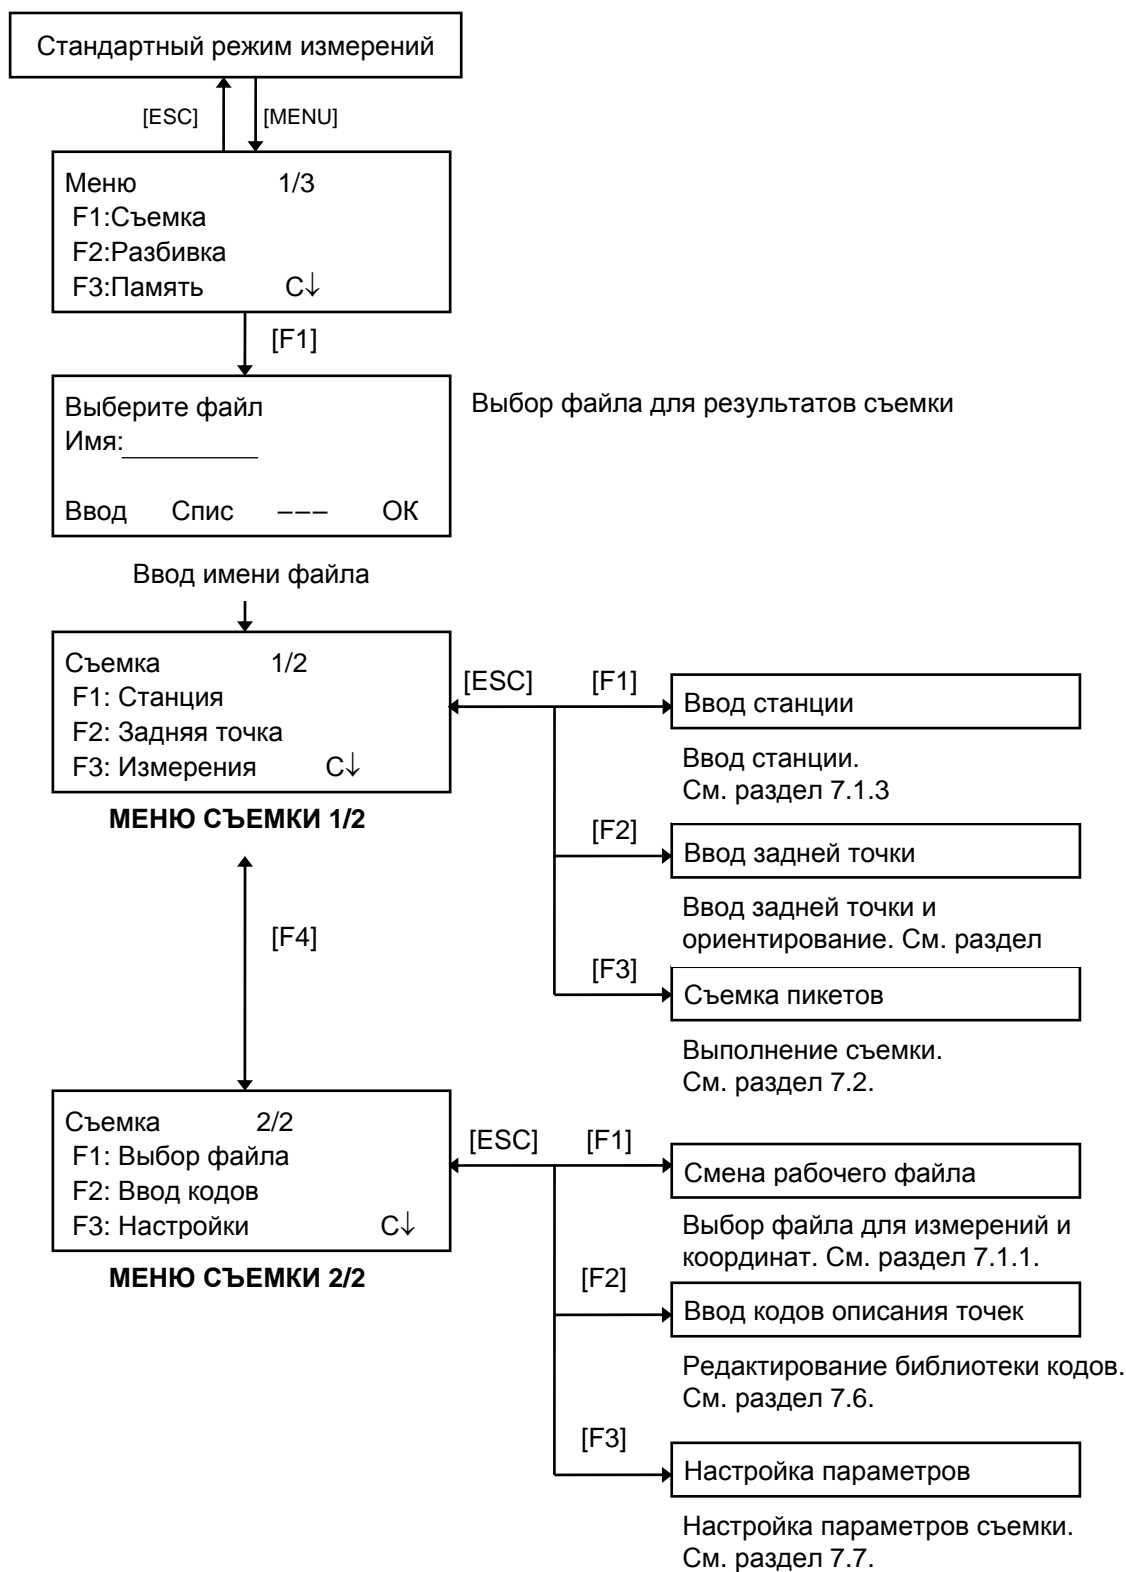 Стандартный режим измерений
[ESC] [MENU]
Меню 1/3
F1:Съемка
F2:Разбивка
F3:Память С↓
[F1]
Выберите файл
Имя:
Ввод Спис ––– ОК
Выбор файла для результатов съемки
Ввод имени файла
Съемка 1/2
F1: Станция
F2: Задняя точка
F3: Измерения С↓
МЕНЮ СЪЕМКИ 1/2
[ESC] [F1]
Ввод станции
Ввод станции.
См. раздел 7.1.3
[F2]
Ввод задней точки
Ввод задней точки и
ориентирование. См. раздел
[F3]
Съемка пикетов
Выполнение съемки.
См. раздел 7.2.
[F4]
Съемка 2/2
F1: Выбор файла
F2: Ввод кодов
F3: Настройки С↓
МЕНЮ СЪЕМКИ 2/2
[ESC] [F1]
Смена рабочего файла
Выбор файла для измерений и
координат. См. раздел 7.1.1.
[F2]
Ввод кодов описания точек
Редактирование библиотеки кодов.
См. раздел 7.6.
[F3]
Настройка параметров
Настройка параметров съемки.
См. раздел 7.7.